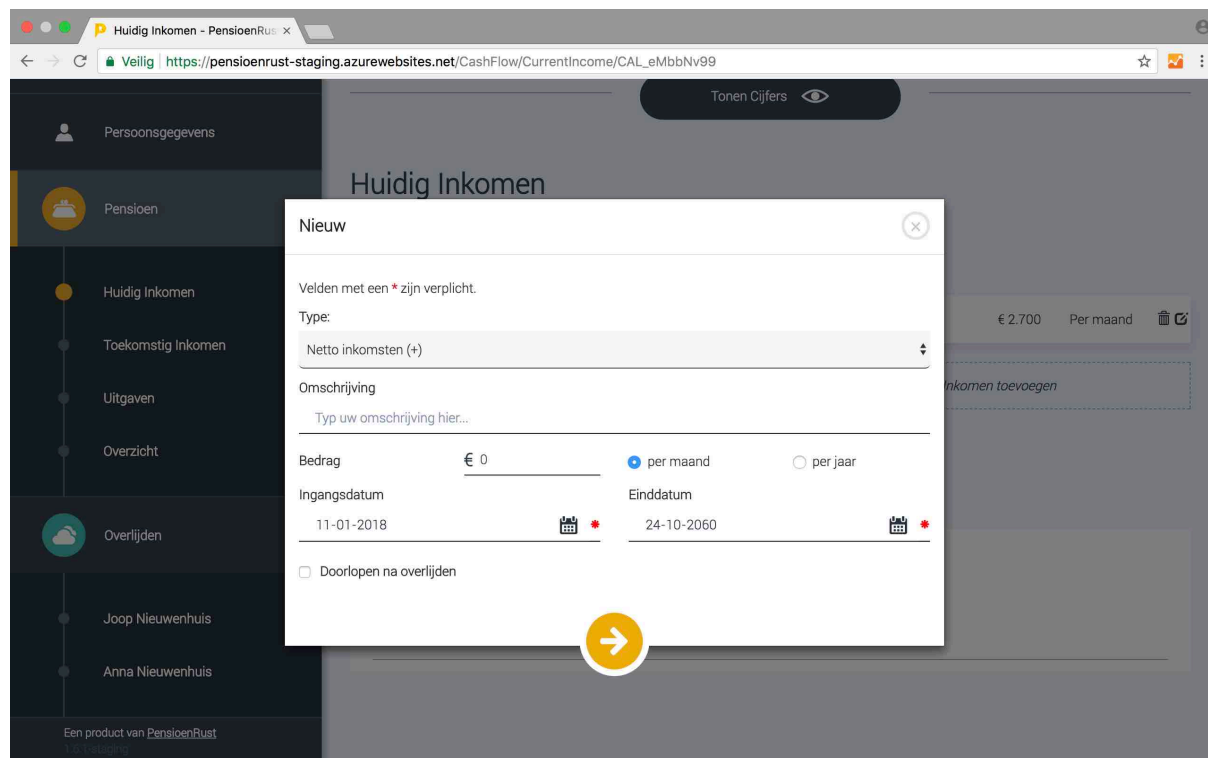 Huidig Inkomen - PensioenRus
Veilig https://pensioenrust-staging.azurewebsites.net/CashFlow/CurrentIncome/CAL_eMbbNv99
Tonen Cijfers
Persoonsgegevens
Pensioen
Huidig Inkomen
Toekomstig Inkomen
Uitgaven
Overzicht
Overlijden
Joop Nieuwenhuis
Anna Nieuwenhuis
Een product van PensioenRust
Huidig Inkomen
€ 2.700 Per maand
Inkomen toevoegen
Nieuw
Velden met een * zijn verplicht.
Type:
Netto inkomsten (+)
Omschrijving
Typ uw omschrijving hier...
Bedrag € 0 per maand per jaar
Ingangsdatum Einddatum
11-01-2018 * 24-10-2060 *
Doorlopen na overlijden